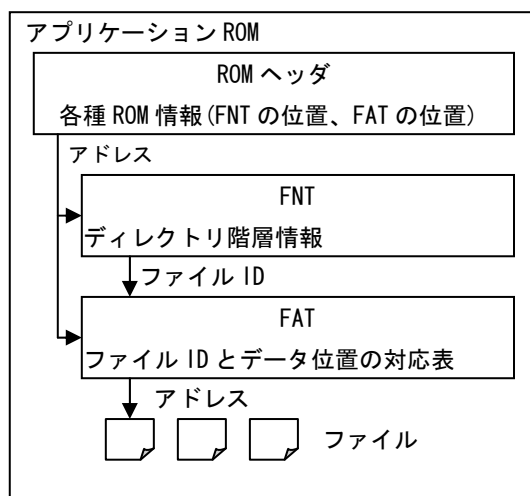 アプリケーション ROM
ROM ヘッダ
各種 ROM 情報(FNT の位置、FAT の位置)
アドレス
FNT
ディレクトリ階層情報
ファイル ID
FAT
ファイル ID とデータ位置の対応表
アドレス
ファイル